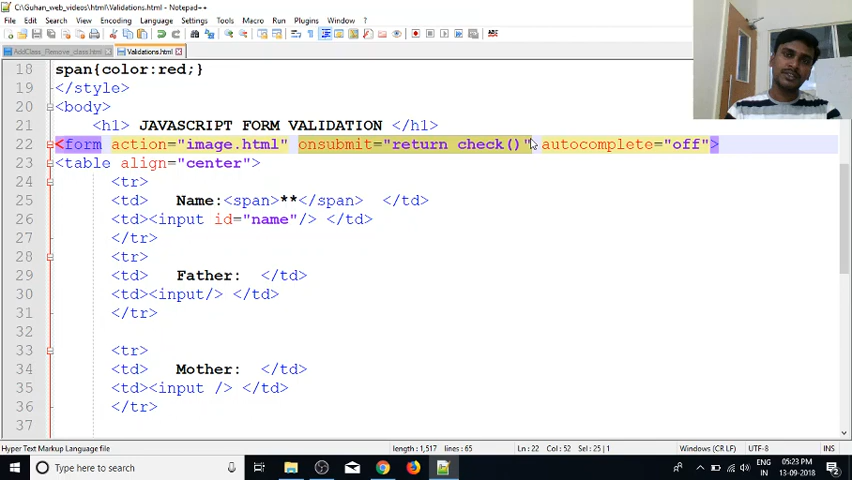 C:\Guhan_web_videos\html\Validations.html - Notepad++
File Edit Search View Encoding Language Settings Tools Macro Run Plugins Window ?
AddClass_Remove_class.html Validations.html
18 span{color:red;}
19 </style>
20 <body>
21 <h1> JAVASCRIPT FORM VALIDATION </h1>
22 <form action="image.html" onsubmit="return check()" autocomplete="off">
23 <table align="center">
24 <tr>
25 <td> Name:<span>**</span> </td>
26 <td><input id="name"/> </td>
27 </tr>
28 <tr>
29 <td> Father: </td>
30 <td><input/> </td>
31 </tr>
32
33 <tr>
34 <td> Mother: </td>
35 <td><input /> </td>
36 </tr>
37
Hyper Text Markup Language file length : 1,517 lines : 65 Ln : 22 Col : 52 Sel : 25 | 1 Windows (CR LF) UTF-8 INS
Type here to search
ENG 05:23 PM
IN 13-09-2018
2